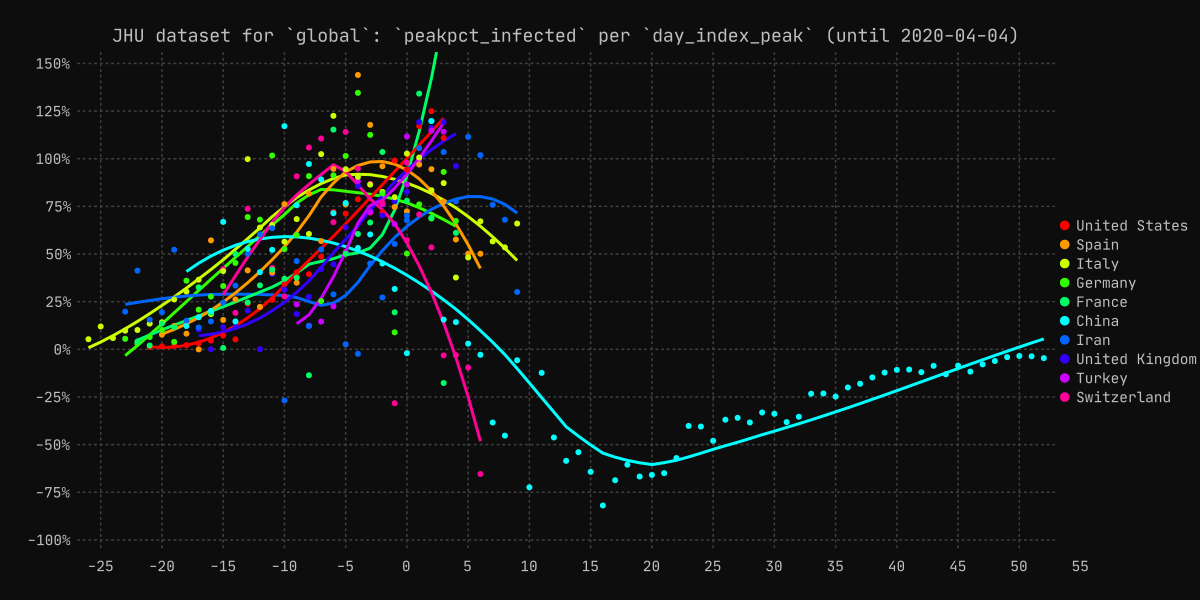 JHU dataset for `global`: `peakpct_infected` per `day_index_peak` (until 2020-04-04)
150%
125%
100%
75%
50%
25%
0%
-25%
-50%
-75%
-100%
-25 -20 -15 -10 -5 0 5 10 15 20 25 30 35 40 45 50 55
United States
Spain
Italy
Germany
France
China
Iran
United Kingdom
Turkey
Switzerland